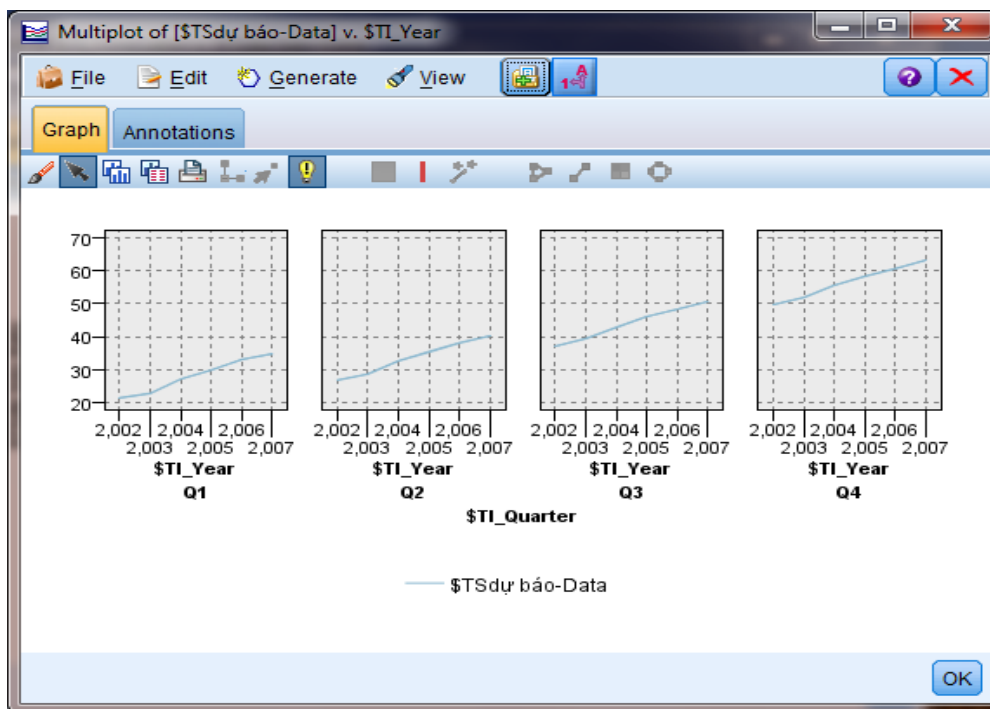 Multiplot of [$TSdự báo-Data] v. $TI_Year
File Edit Generate View
Graph Annotations
70
60
50
40
30
20
2,002 2,004 2,006 2,002 2,004 2,006 2,002 2,004 2,006 2,002 2,004 2,006
2,003 2,005 2,007 2,003 2,005 2,007 2,003 2,005 2,007 2,003 2,005 2,007
$TI_Year $TI_Year $TI_Year $TI_Year
Q1 Q2 Q3 Q4
$TI_Quarter
$TSdự báo-Data
OK